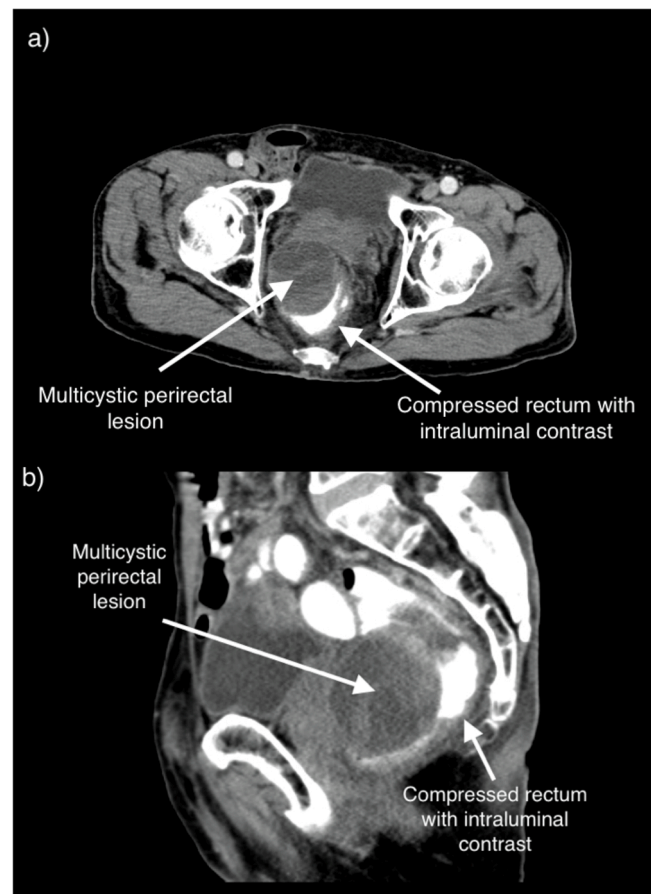 a)
Multicystic perirectal
lesion
Compressed rectum with
intraluminal contrast
b)
Multicystic
perirectal
lesion
Compressed rectum
with intraluminal
contrast